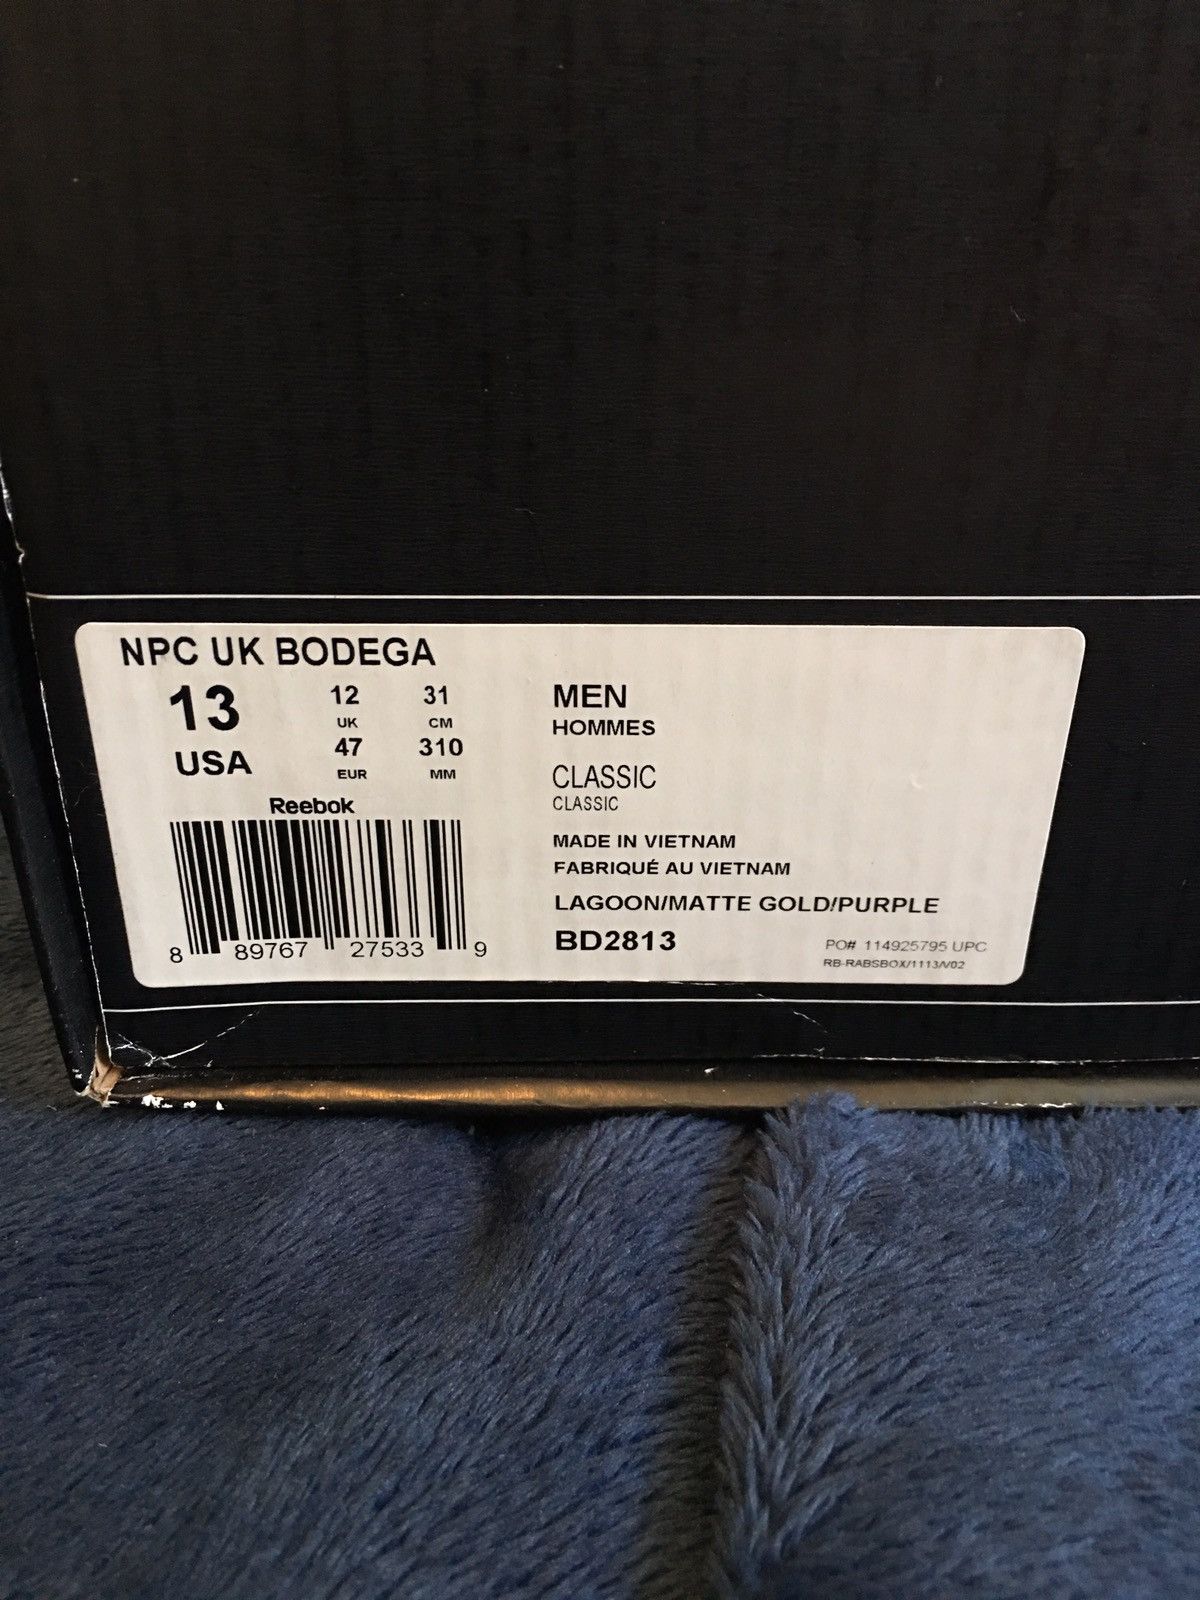 NPC UK BODEGA
13
USA
12
UK
47
EUR
31
CM
310
MM
Reebok
8 89767 27533 9
MEN
HOMMES
CLASSIC
CLASSIC
MADE IN VIETNAM
FABRIQUÉ AU VIETNAM
LAGOON/MATTE GOLD/PURPLE
BD2813
PO# 114925795 UPC
RB-RABSBOX/1113/V02